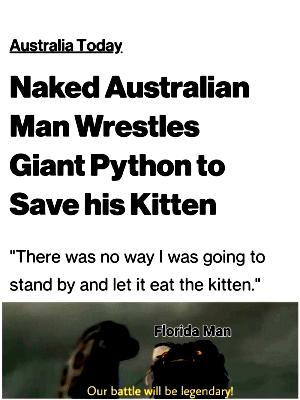 Australia Today
Naked Australian
Man Wrestles
Giant Python to
Save his Kitten
"There was no way I was going to
stand by and let it eat the kitten."
Florida Man
Our battle will be legendary!